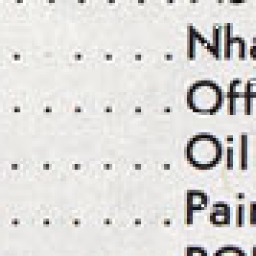 . . . . . Nha
. . . . . . Off
. . . . . . Oil
. . . . . . Pain